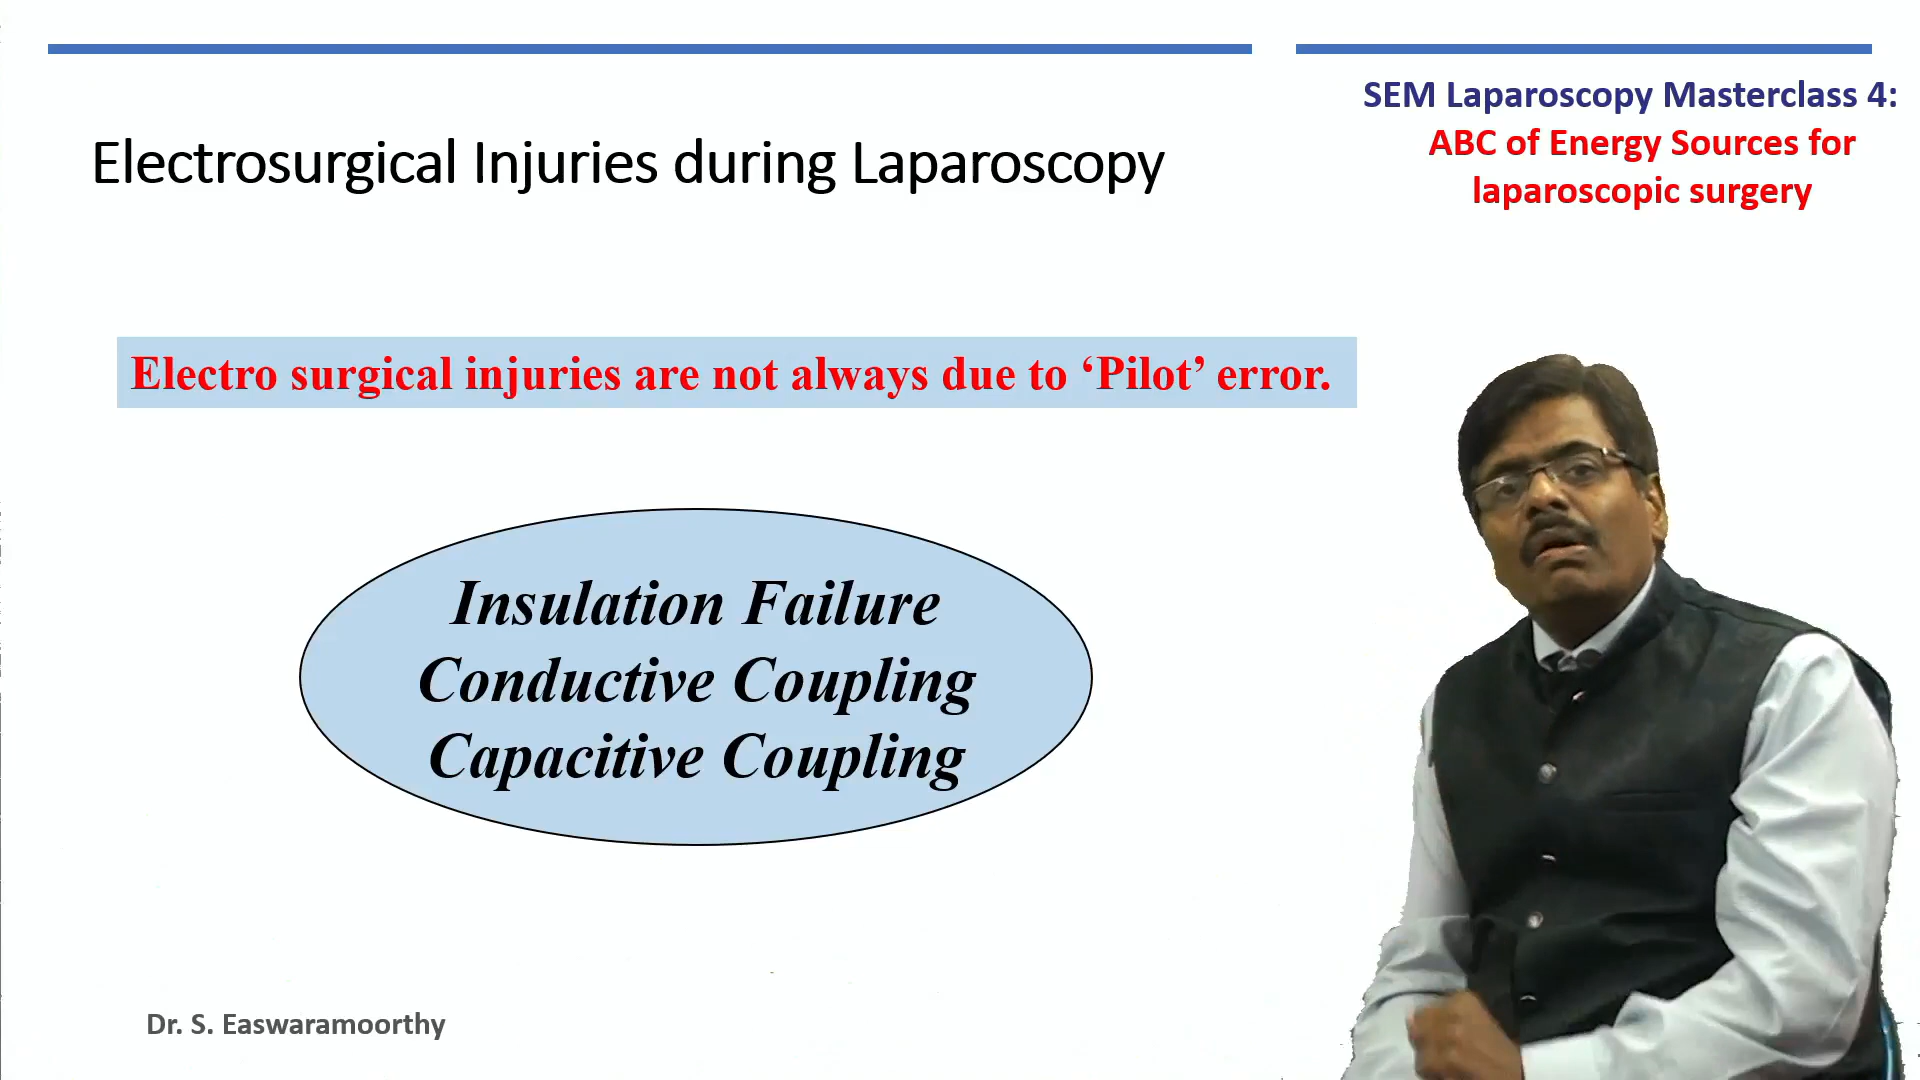 SEM Laparoscopy Masterclass 4:
ABC of Energy Sources for
laparoscopic surgery
Electrosurgical Injuries during Laparoscopy
Electro surgical injuries are not always due to ‘Pilot’ error.
Insulation Failure
Conductive Coupling
Capacitive Coupling
Dr. S. Easwaramoorthy